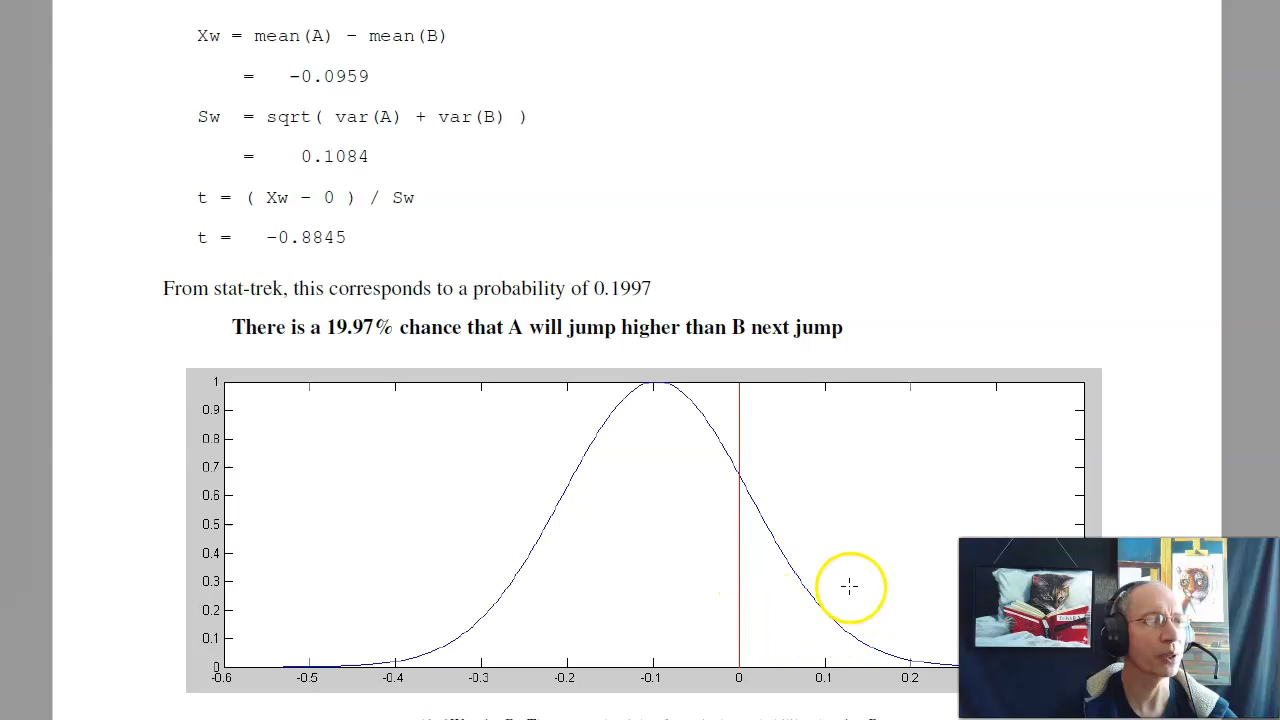 Xw = mean(A) - mean(B)
= -0.0959
Sw = sqrt( var(A) + var(B) )
= 0.1084
t = ( Xw - 0 ) / Sw
t = -0.8845
From stat-trek, this corresponds to a probability of 0.1997
There is a 19.97% chance that A will jump higher than B next jump
1
0.9
0.8
0.7
0.6
0.5
0.4
0.3
0.2
0.1
0
-0.6 -0.5 -0.4 -0.3 -0.2 -0.1 0 0.1